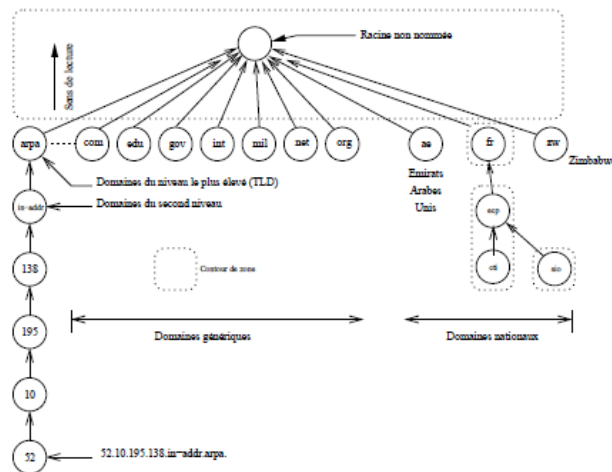 Racine non nommée
Sens de lecture
arpa
com
edu
gov
int
mil
net
org
ae
fr
zw
Zimbabwe
Emirats
Arabes
Unis
Domaines du niveau le plus élevé (TLD)
in-addr
Domaines du second niveau
ecp
138
Contour de zone
cti
sio
195
Domaines génériques
Domaines nationaux
10
52
52.10.195.138.in-addr.arpa.